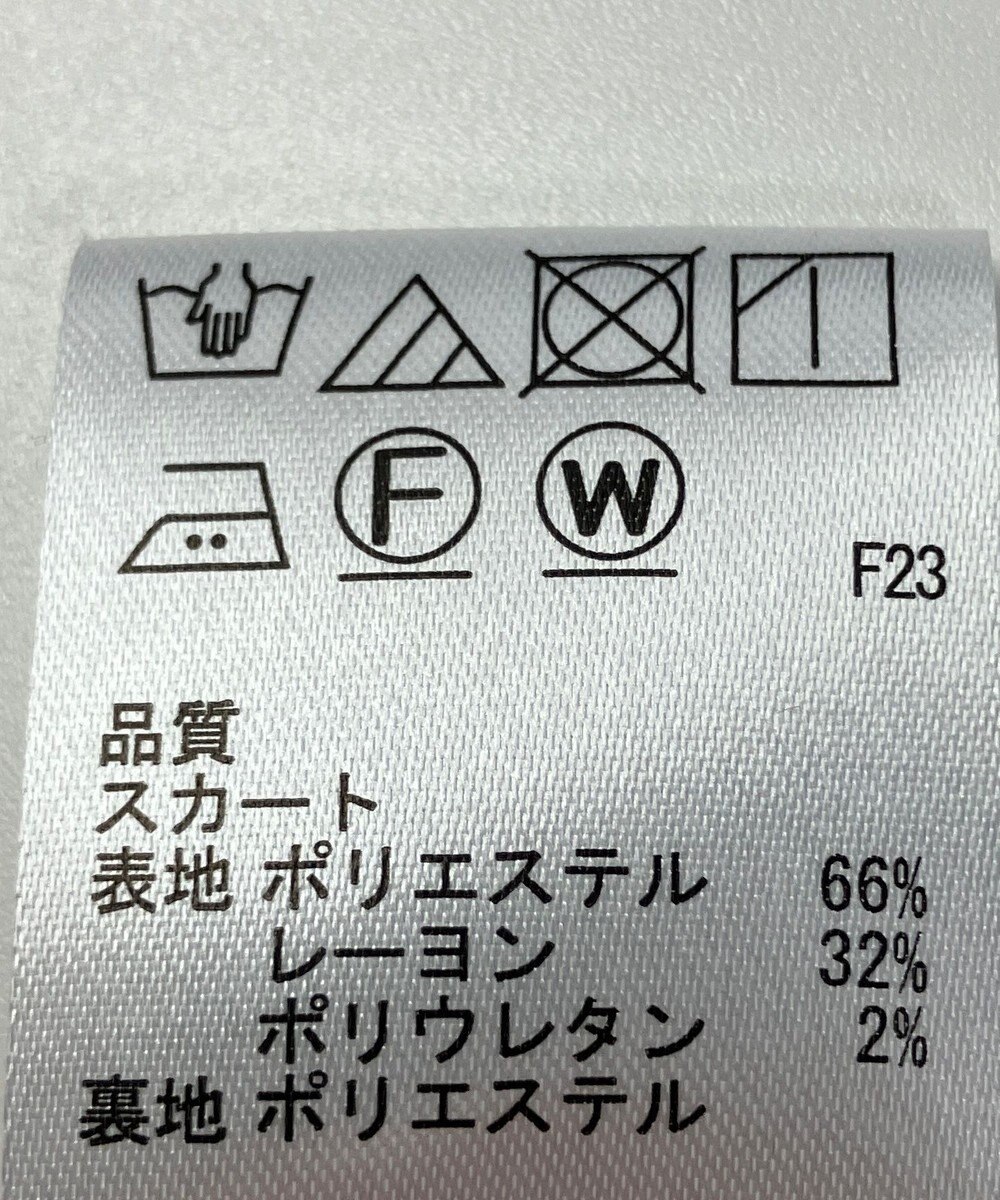 F W
F23
品質
スカート
表地 ポリエステル 66%
レーヨン 32%
ポリウレタン 2%
裏地 ポリエステル